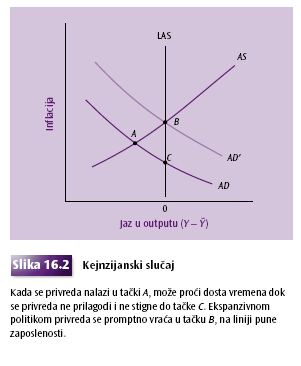 LAS
AS
Inflacija
B
A
C
AD'
AD
0
Jaz u outputu (Y – Ȳ)
Slika 16.2 Kejnzijanski slučaj
Kada se privreda nalazi u tački A, može proći dosta vremena dok
se privreda ne prilagodi i ne stigne do tačke C. Ekspanzivnom
politikom privreda se promptno vraća u tačku B, na liniji pune
zaposlenosti.